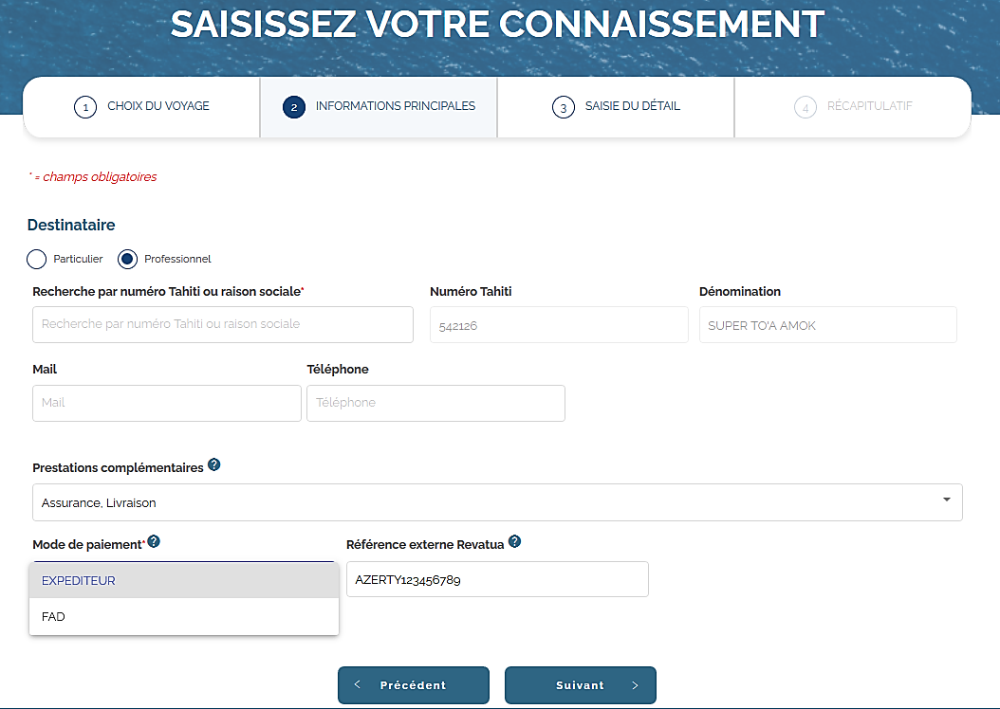 SAISISSEZ VOTRE CONNAISSEMENT
1 CHOIX DU VOYAGE 2 INFORMATIONS PRINCIPALES 3 SAISIE DU DÉTAIL 4 RÉCAPITULATIF
* = champs obligatoires
Destinataire
Particulier Professionnel
Recherche par numéro Tahiti ou raison sociale* Numéro Tahiti Dénomination
Recherche par numéro Tahiti ou raison sociale 542126 SUPER TO'A AMOK
Mail Téléphone
Mail Téléphone
Prestations complémentaires ?
Assurance, Livraison
Mode de paiement* ? Référence externe Revatua ?
EXPEDITEUR AZERTY123456789
FAD
< Précédent Suivant >